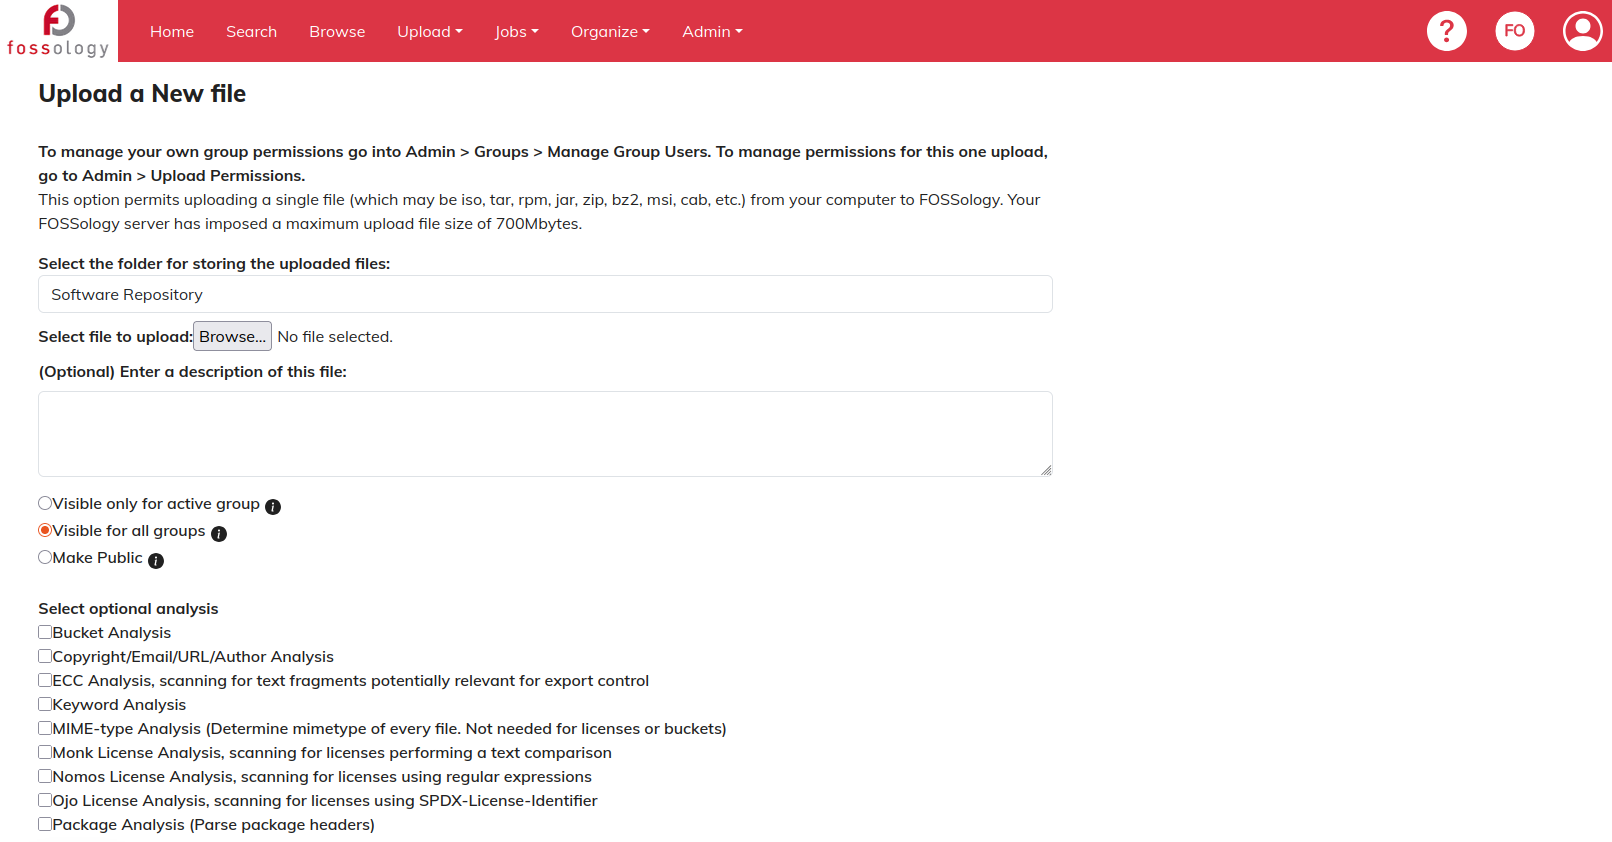 fossology
Home Search Browse Upload Jobs Organize Admin
? FO
Upload a New file
To manage your own group permissions go into Admin > Groups > Manage Group Users. To manage permissions for this one upload,
go to Admin > Upload Permissions.
This option permits uploading a single file (which may be iso, tar, rpm, jar, zip, bz2, msi, cab, etc.) from your computer to FOSSology. Your
FOSSology server has imposed a maximum upload file size of 700Mbytes.
Select the folder for storing the uploaded files:
Software Repository
Select file to upload: Browse... No file selected.
(Optional) Enter a description of this file:
Visible only for active group i
Visible for all groups i
Make Public i
Select optional analysis
Bucket Analysis
Copyright/Email/URL/Author Analysis
ECC Analysis, scanning for text fragments potentially relevant for export control
Keyword Analysis
MIME-type Analysis (Determine mimetype of every file. Not needed for licenses or buckets)
Monk License Analysis, scanning for licenses performing a text comparison
Nomos License Analysis, scanning for licenses using regular expressions
Ojo License Analysis, scanning for licenses using SPDX-License-Identifier
Package Analysis (Parse package headers)